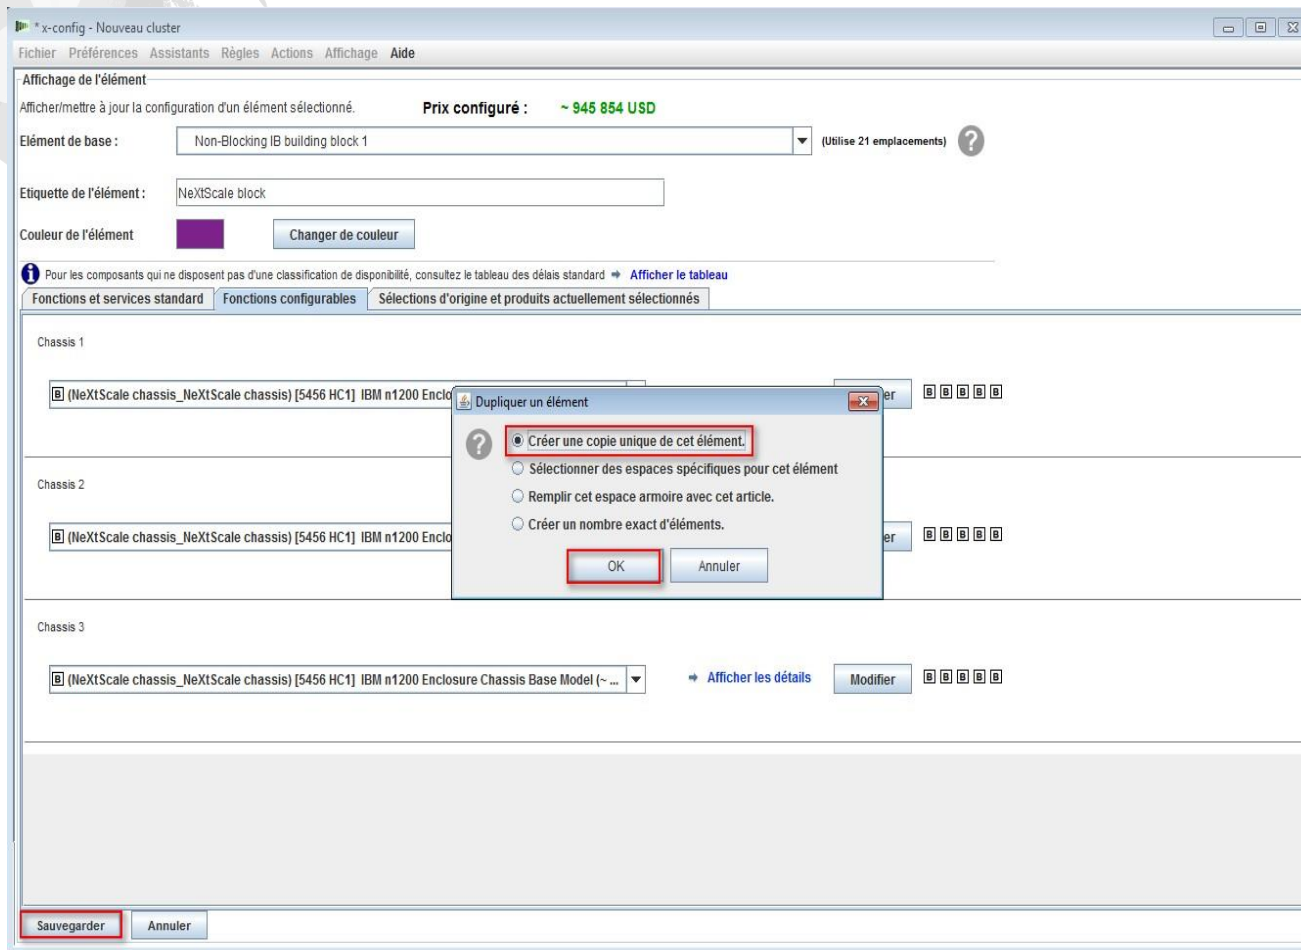 * x-config - Nouveau cluster
Fichier Préférences Assistants Règles Actions Affichage Aide
Affichage de l'élément
Afficher/mettre à jour la configuration d'un élément sélectionné. Prix configuré : ~ 945 854 USD
Elément de base : Non-Blocking IB building block 1 (Utilise 21 emplacements) ?
Etiquette de l'élément : NeXtScale block
Couleur de l'élément Changer de couleur
i Pour les composants qui ne disposent pas d'une classification de disponibilité, consultez le tableau des délais standard Afficher le tableau
Fonctions et services standard Fonctions configurables Sélections d'origine et produits actuellement sélectionnés
Chassis 1
B (NeXtScale chassis_NeXtScale chassis) [5456 HC1] IBM n1200 Enclo er B B B B B
Dupliquer un élément
? Créer une copie unique de cet élément.
Sélectionner des espaces spécifiques pour cet élément
Remplir cet espace armoire avec cet article.
Créer un nombre exact d'éléments.
OK Annuler
Chassis 2
B (NeXtScale chassis_NeXtScale chassis) [5456 HC1] IBM n1200 Enclo er B B B B B
Chassis 3
B (NeXtScale chassis_NeXtScale chassis) [5456 HC1] IBM n1200 Enclosure Chassis Base Model (~ ... Afficher les détails Modifier B B B B B
Sauvegarder Annuler